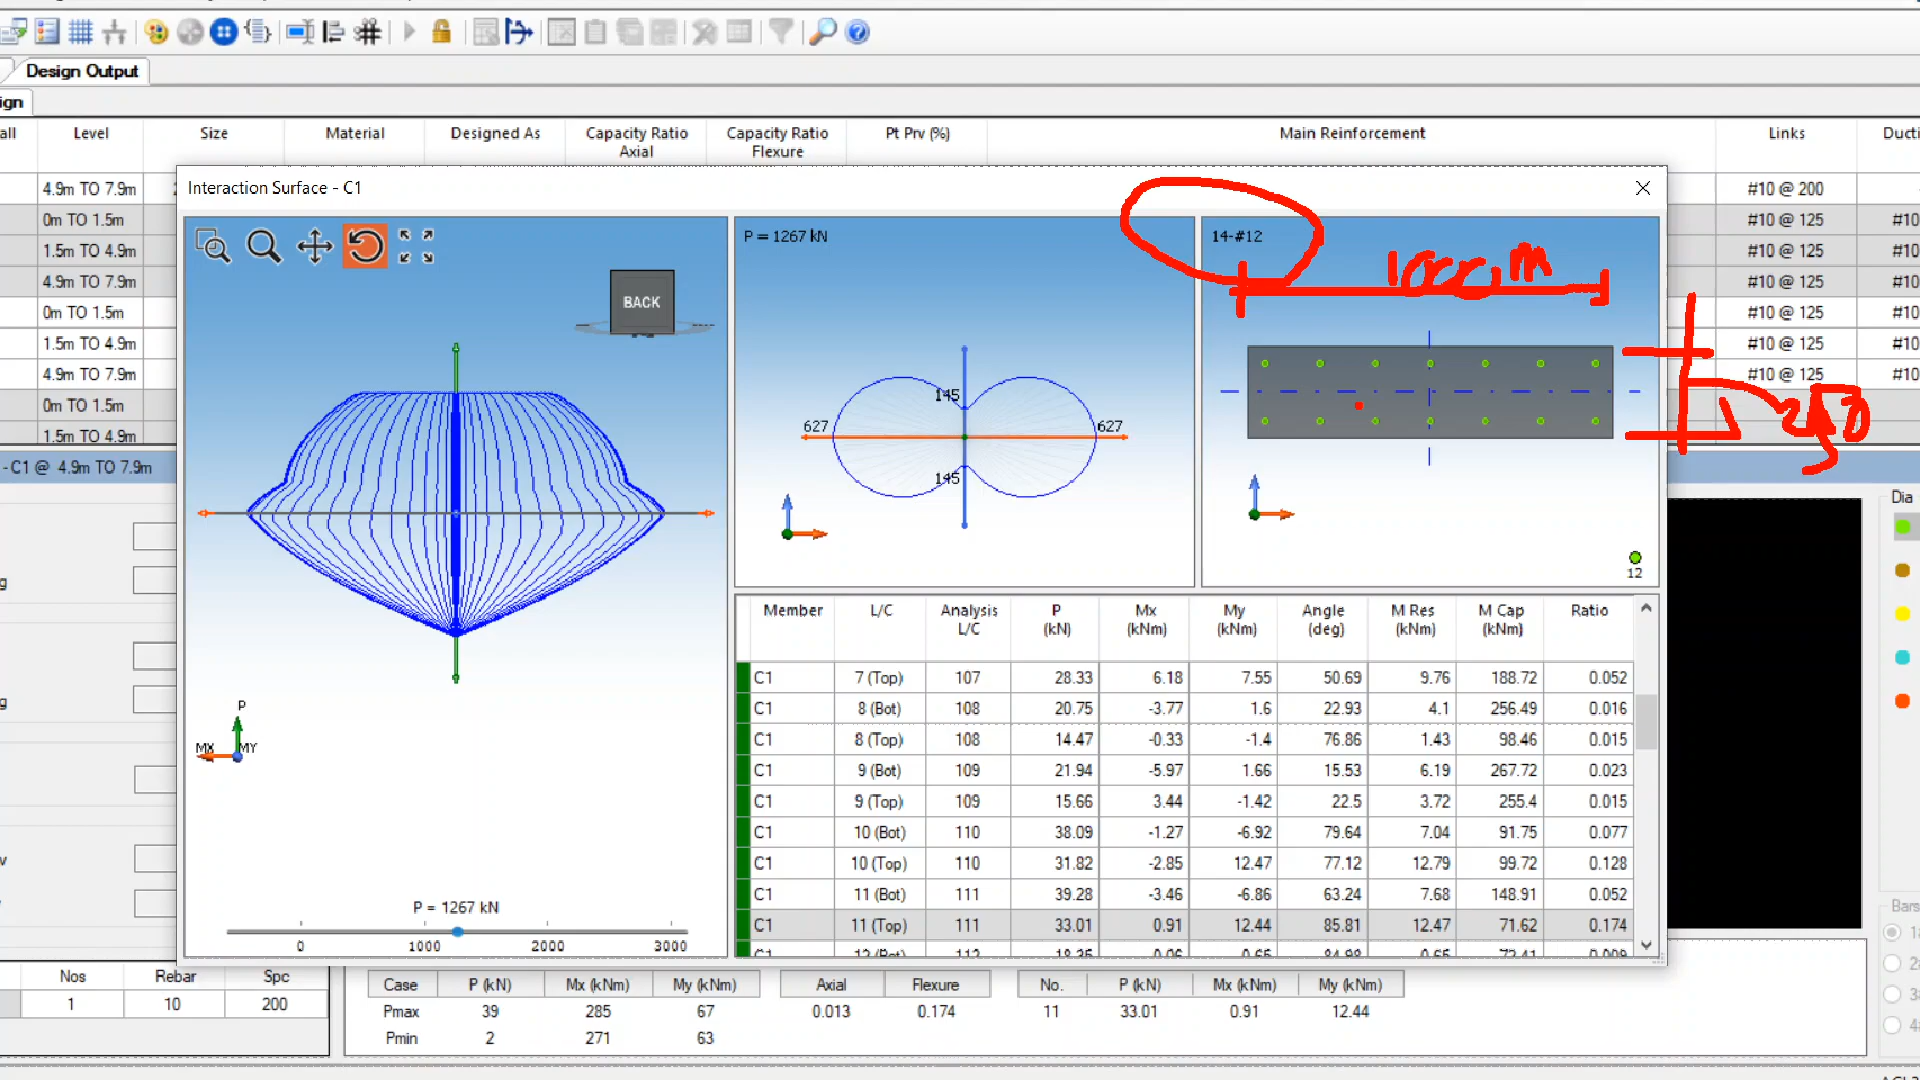 Design Output
ign
all Level Size Material Designed As Capacity Ratio Axial Capacity Ratio Flexure Pt Prv (%) Main Reinforcement Links Ducti
4.9m TO 7.9m #10 @ 200
0m TO 1.5m #10 @ 125 #10
1.5m TO 4.9m #10 @ 125 #10
4.9m TO 7.9m #10 @ 125 #10
0m TO 1.5m #10 @ 125 #10
1.5m TO 4.9m #10 @ 125 #10
4.9m TO 7.9m #10 @ 125 #10
0m TO 1.5m
1.5m TO 4.9m
-C1 @ 4.9m TO 7.9m
Interaction Surface - C1
BACK
P
MX MY
P = 1267 kN
0 1000 2000 3000
P = 1267 kN
145
627 627
145
14-#12
250
12
Member L/C Analysis L/C P (kN) Mx (kNm) My (kNm) Angle (deg) M Res (kNm) M Cap (kNm) Ratio
C1 7 (Top) 107 28.33 6.18 7.55 50.69 9.76 188.72 0.052
C1 8 (Bot) 108 20.75 -3.77 1.6 22.93 4.1 256.49 0.016
C1 8 (Top) 108 14.47 -0.33 -1.4 76.86 1.43 98.46 0.015
C1 9 (Bot) 109 21.94 -5.97 1.66 15.53 6.19 267.72 0.023
C1 9 (Top) 109 15.66 3.44 -1.42 22.5 3.72 255.4 0.015
C1 10 (Bot) 110 38.09 -1.27 -6.92 79.64 7.04 91.75 0.077
C1 10 (Top) 110 31.82 -2.85 12.47 77.12 12.79 99.72 0.128
C1 11 (Bot) 111 39.28 -3.46 -6.86 63.24 7.68 148.91 0.052
C1 11 (Top) 111 33.01 0.91 12.44 85.81 12.47 71.62 0.174
Dia
Bars
Nos Rebar Spc
1 10 200
Case P (kN) Mx (kNm) My (kNm) Axial Flexure No. P (kN) Mx (kNm) My (kNm)
Pmax 39 285 67 0.013 0.174 11 33.01 0.91 12.44
Pmin 2 271 63